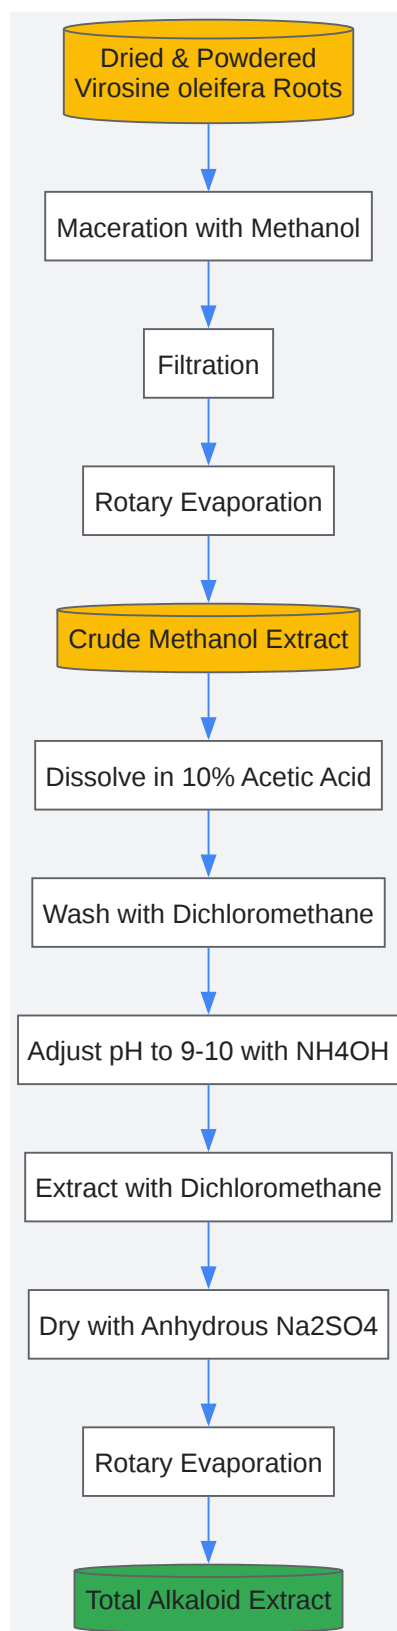 Dried & Powdered
Virosine oleifera Roots
Maceration with Methanol
Filtration
Rotary Evaporation
Crude Methanol Extract
Dissolve in 10% Acetic Acid
Wash with Dichloromethane
Adjust pH to 9-10 with NH4OH
Extract with Dichloromethane
Dry with Anhydrous Na2SO4
Rotary Evaporation
Total Alkaloid Extract